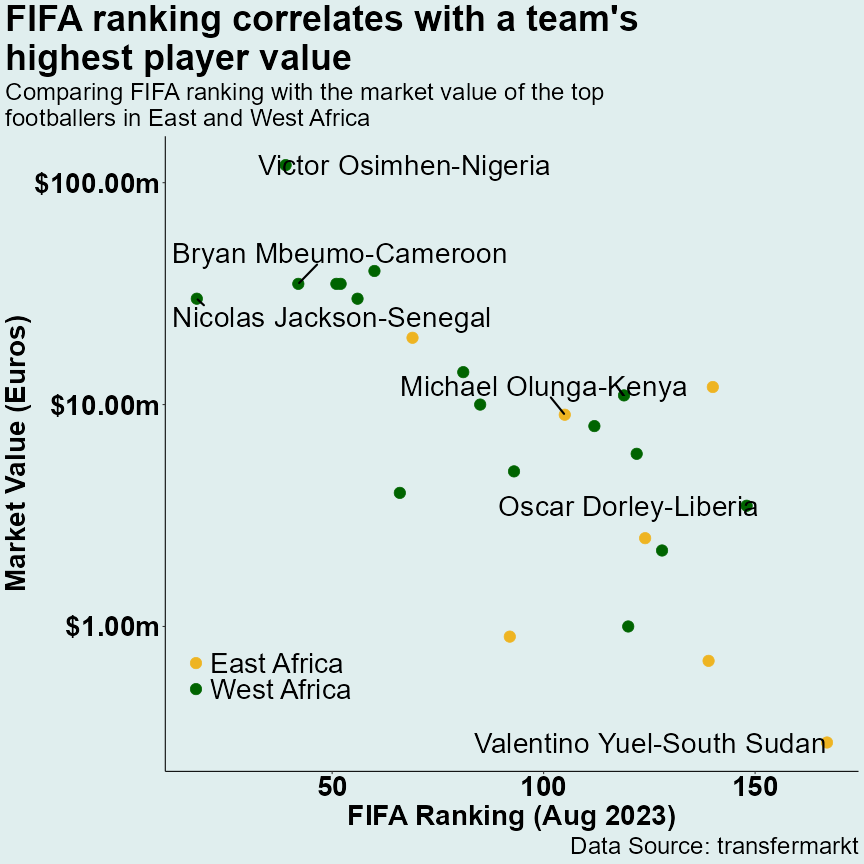 FIFA ranking correlates with a team's
highest player value
Comparing FIFA ranking with the market value of the top
footballers in East and West Africa
Market Value (Euros)
$100.00m
$10.00m
$1.00m
Victor Osimhen-Nigeria
Bryan Mbeumo-Cameroon
Nicolas Jackson-Senegal
Michael Olunga-Kenya
Oscar Dorley-Liberia
East Africa
West Africa
Valentino Yuel-South Sudan
50 100 150
FIFA Ranking (Aug 2023)
Data Source: transfermarkt